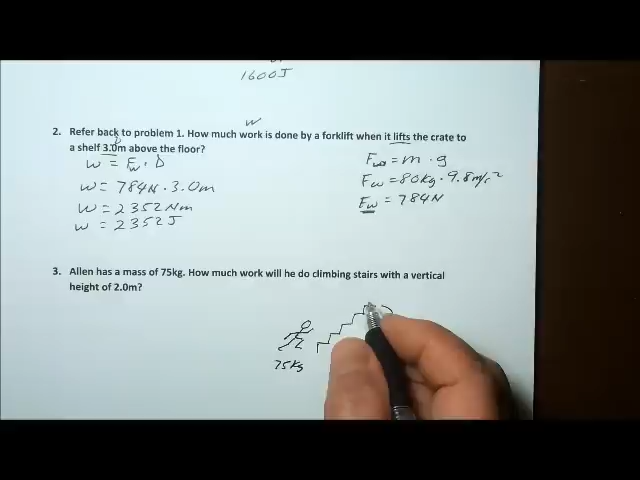 1600J
w
2. Refer back to problem 1. How much work is done by a forklift when it lifts the crate to
D
a shelf 3.0m above the floor?
w = Fw · D
w = 784N · 3.0m
w = 2352Nm
w = 2352J
Fw = m · g
Fw = 80kg · 9.8m/s²
Fw = 784N
3. Allen has a mass of 75kg. How much work will he do climbing stairs with a vertical
height of 2.0m?
75kg